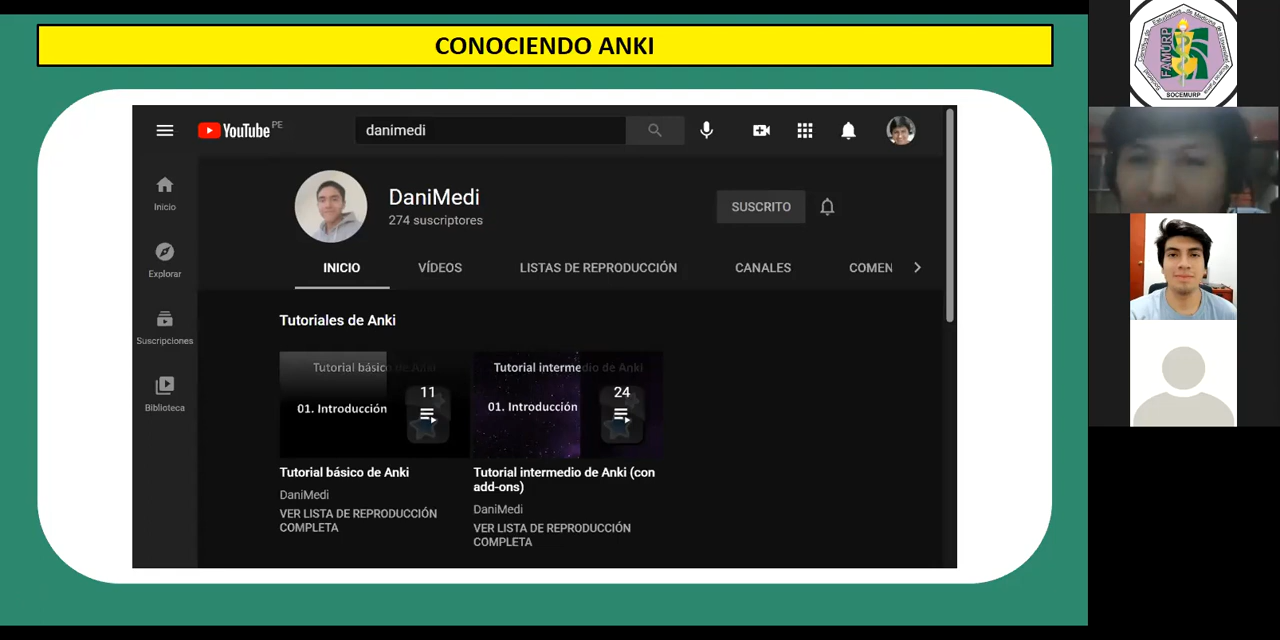 CONOCIENDO ANKI
YouTube PE
danimedi
DaniMedi
274 suscriptores
SUSCRITO
Inicio
Explorar
Suscripciones
Biblioteca
INICIO
VÍDEOS
LISTAS DE REPRODUCCIÓN
CANALES
COMEN
Tutoriales de Anki
Tutorial básico de Anki
01. Introducción
11
Tutorial intermedio de Anki
01. Introducción
24
Tutorial básico de Anki
DaniMedi
VER LISTA DE REPRODUCCIÓN
COMPLETA
Tutorial intermedio de Anki (con
add-ons)
DaniMedi
VER LISTA DE REPRODUCCIÓN
COMPLETA
FAMURP
SOCEMURP